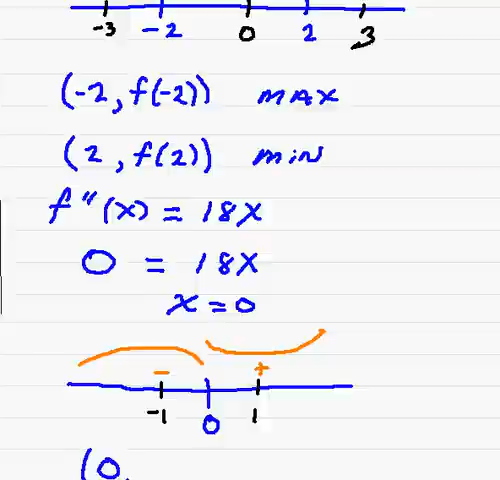 -3 -2 0 2 3
(-2, f(-2)) MAX
(2, f(2)) MIN
f"(x) = 18x
0 = 18x
x = 0
- +
-1 0 1
(0,